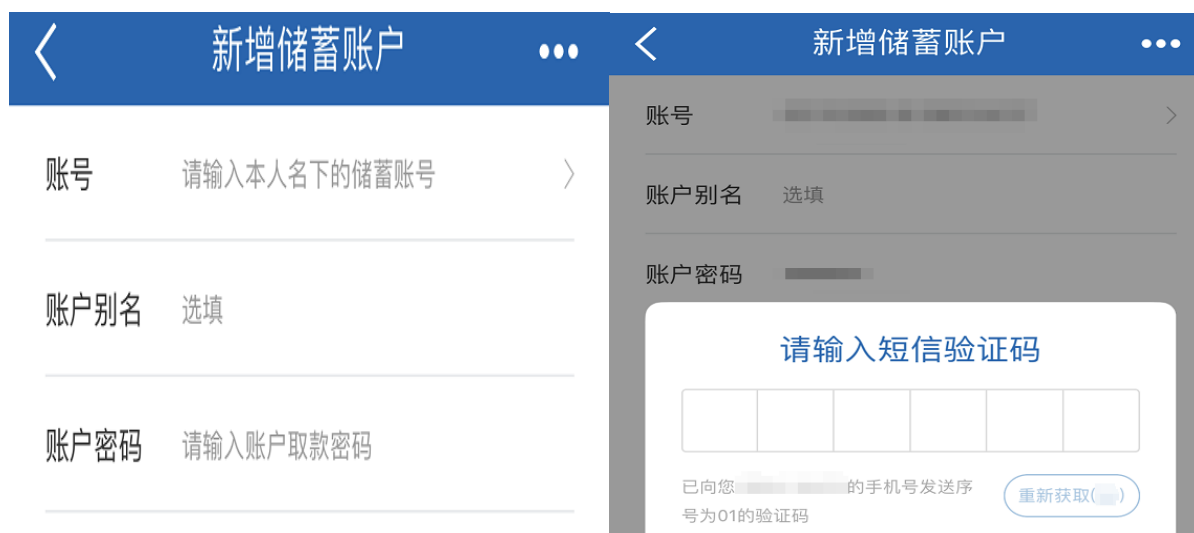 新增储蓄账户
账号 请输入本人名下的储蓄账号
账户别名 选填
账户密码 请输入账户取款密码
新增储蓄账户
账号
账户别名 选填
账户密码
请输入短信验证码
已向您 的手机号发送序
号为01的验证码
重新获取( )